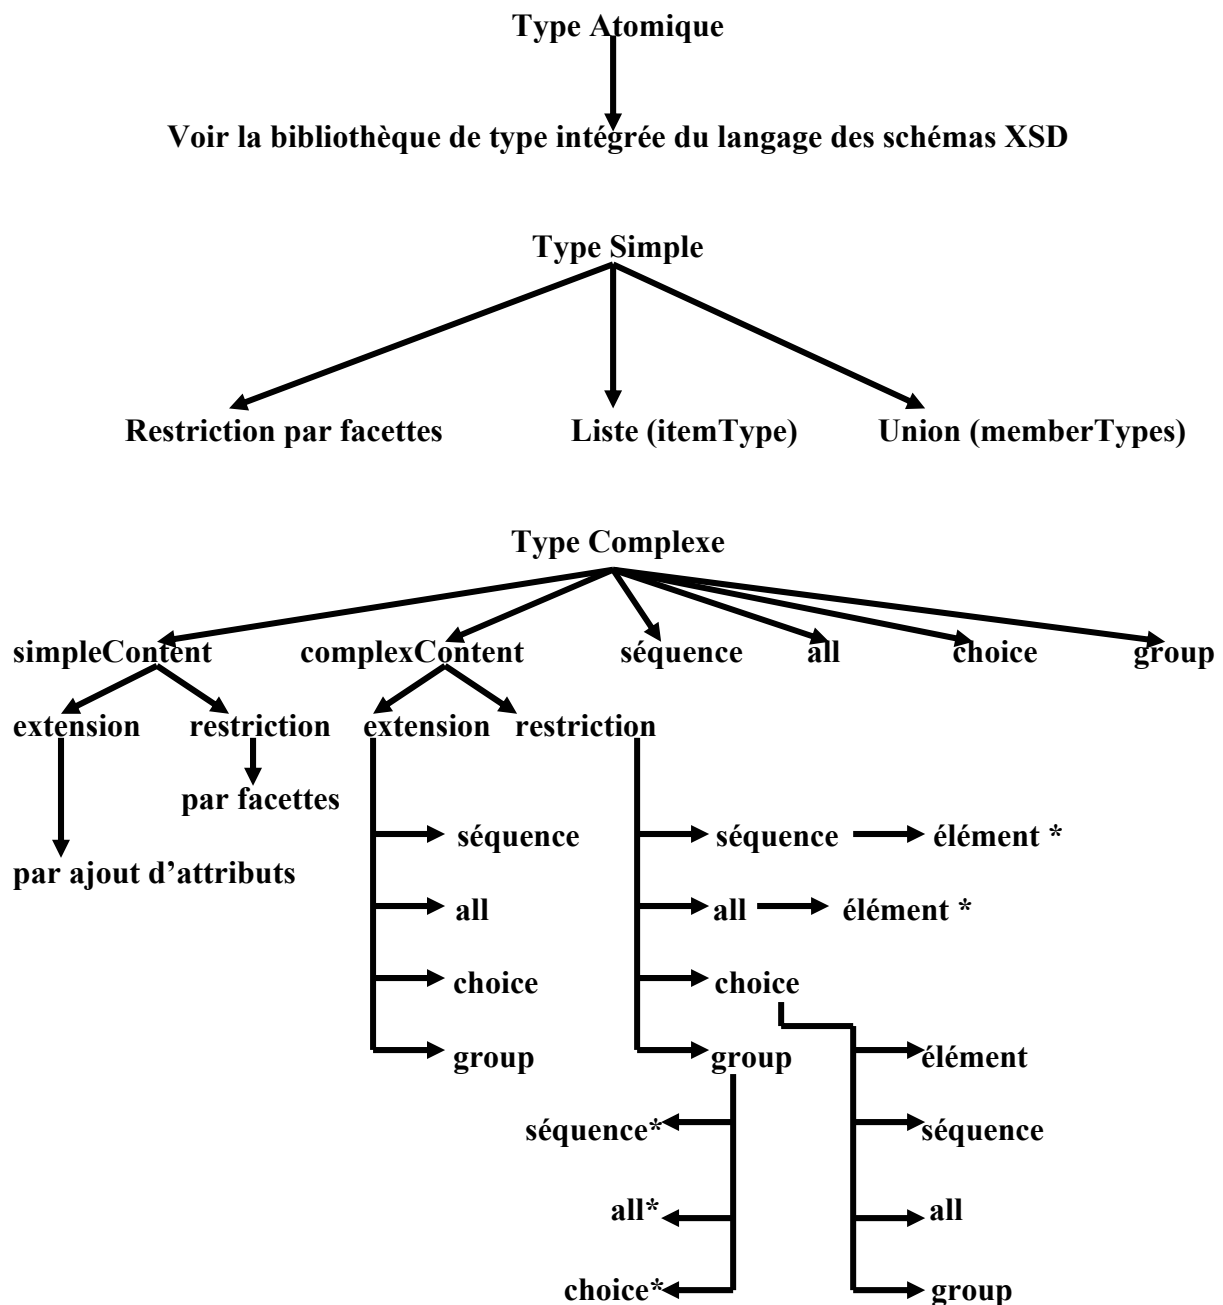 Type Atomique
Voir la bibliothèque de type intégrée du langage des schémas XSD
Type Simple
Restriction par facettes Liste (itemType) Union (memberTypes)
Type Complexe
simpleContent complexContent séquence all choice group
extension restriction extension restriction
par facettes
séquence séquence élément *
par ajout d’attributs
all all élément *
choice choice
group group élément
séquence* séquence
all* all
choice* group